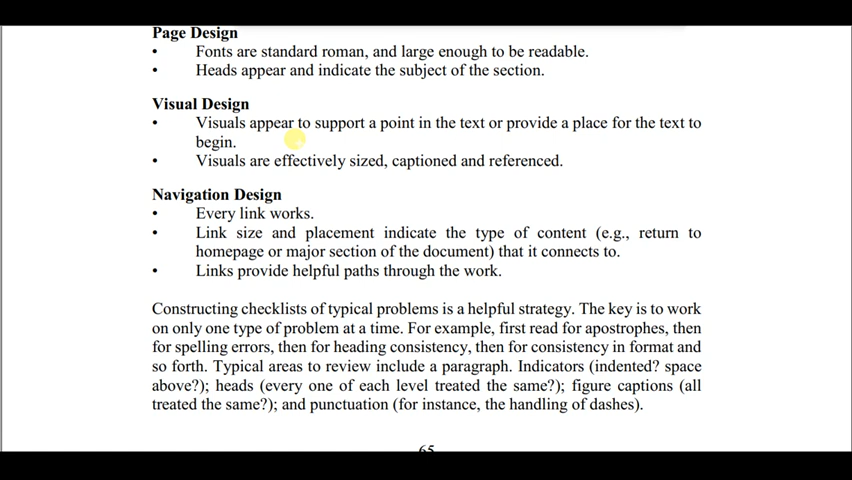 Page Design
• Fonts are standard roman, and large enough to be readable.
• Heads appear and indicate the subject of the section.
Visual Design
• Visuals appear to support a point in the text or provide a place for the text to
begin.
• Visuals are effectively sized, captioned and referenced.
Navigation Design
• Every link works.
• Link size and placement indicate the type of content (e.g., return to
homepage or major section of the document) that it connects to.
• Links provide helpful paths through the work.
Constructing checklists of typical problems is a helpful strategy. The key is to work
on only one type of problem at a time. For example, first read for apostrophes, then
for spelling errors, then for heading consistency, then for consistency in format and
so forth. Typical areas to review include a paragraph. Indicators (indented? space
above?); heads (every one of each level treated the same?); figure captions (all
treated the same?); and punctuation (for instance, the handling of dashes).
65